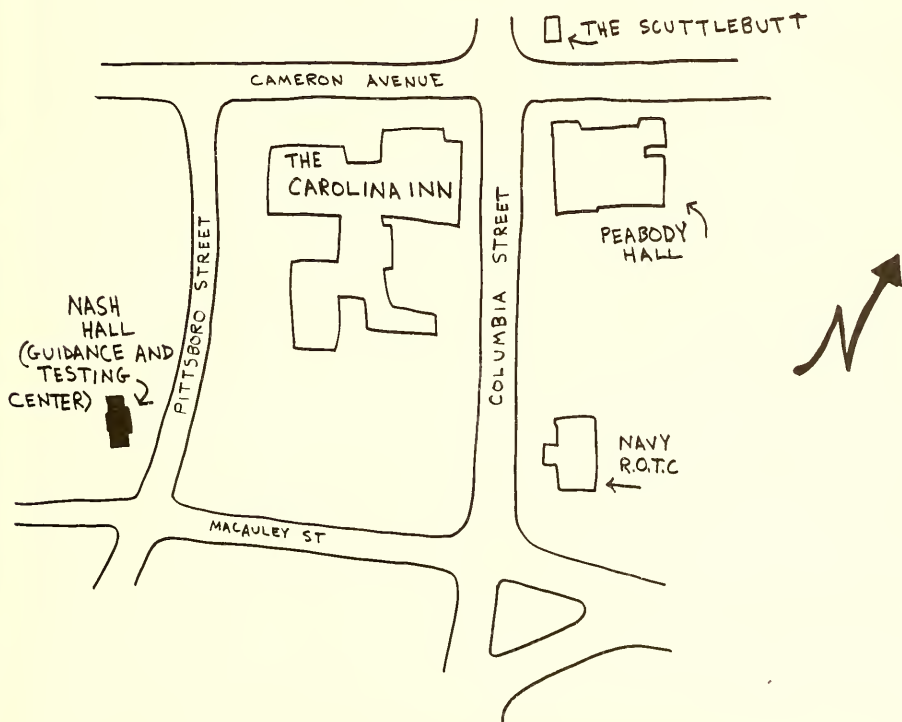 THE SCUTTLEBUTT
CAMERON AVENUE
THE
CAROLINA INN
PEABODY
HALL
PITTSBORO STREET
COLUMBIA STREET
NASH
HALL
(GUIDANCE AND
TESTING
CENTER)
NAVY
R.O.T.C
MACAULEY ST
N